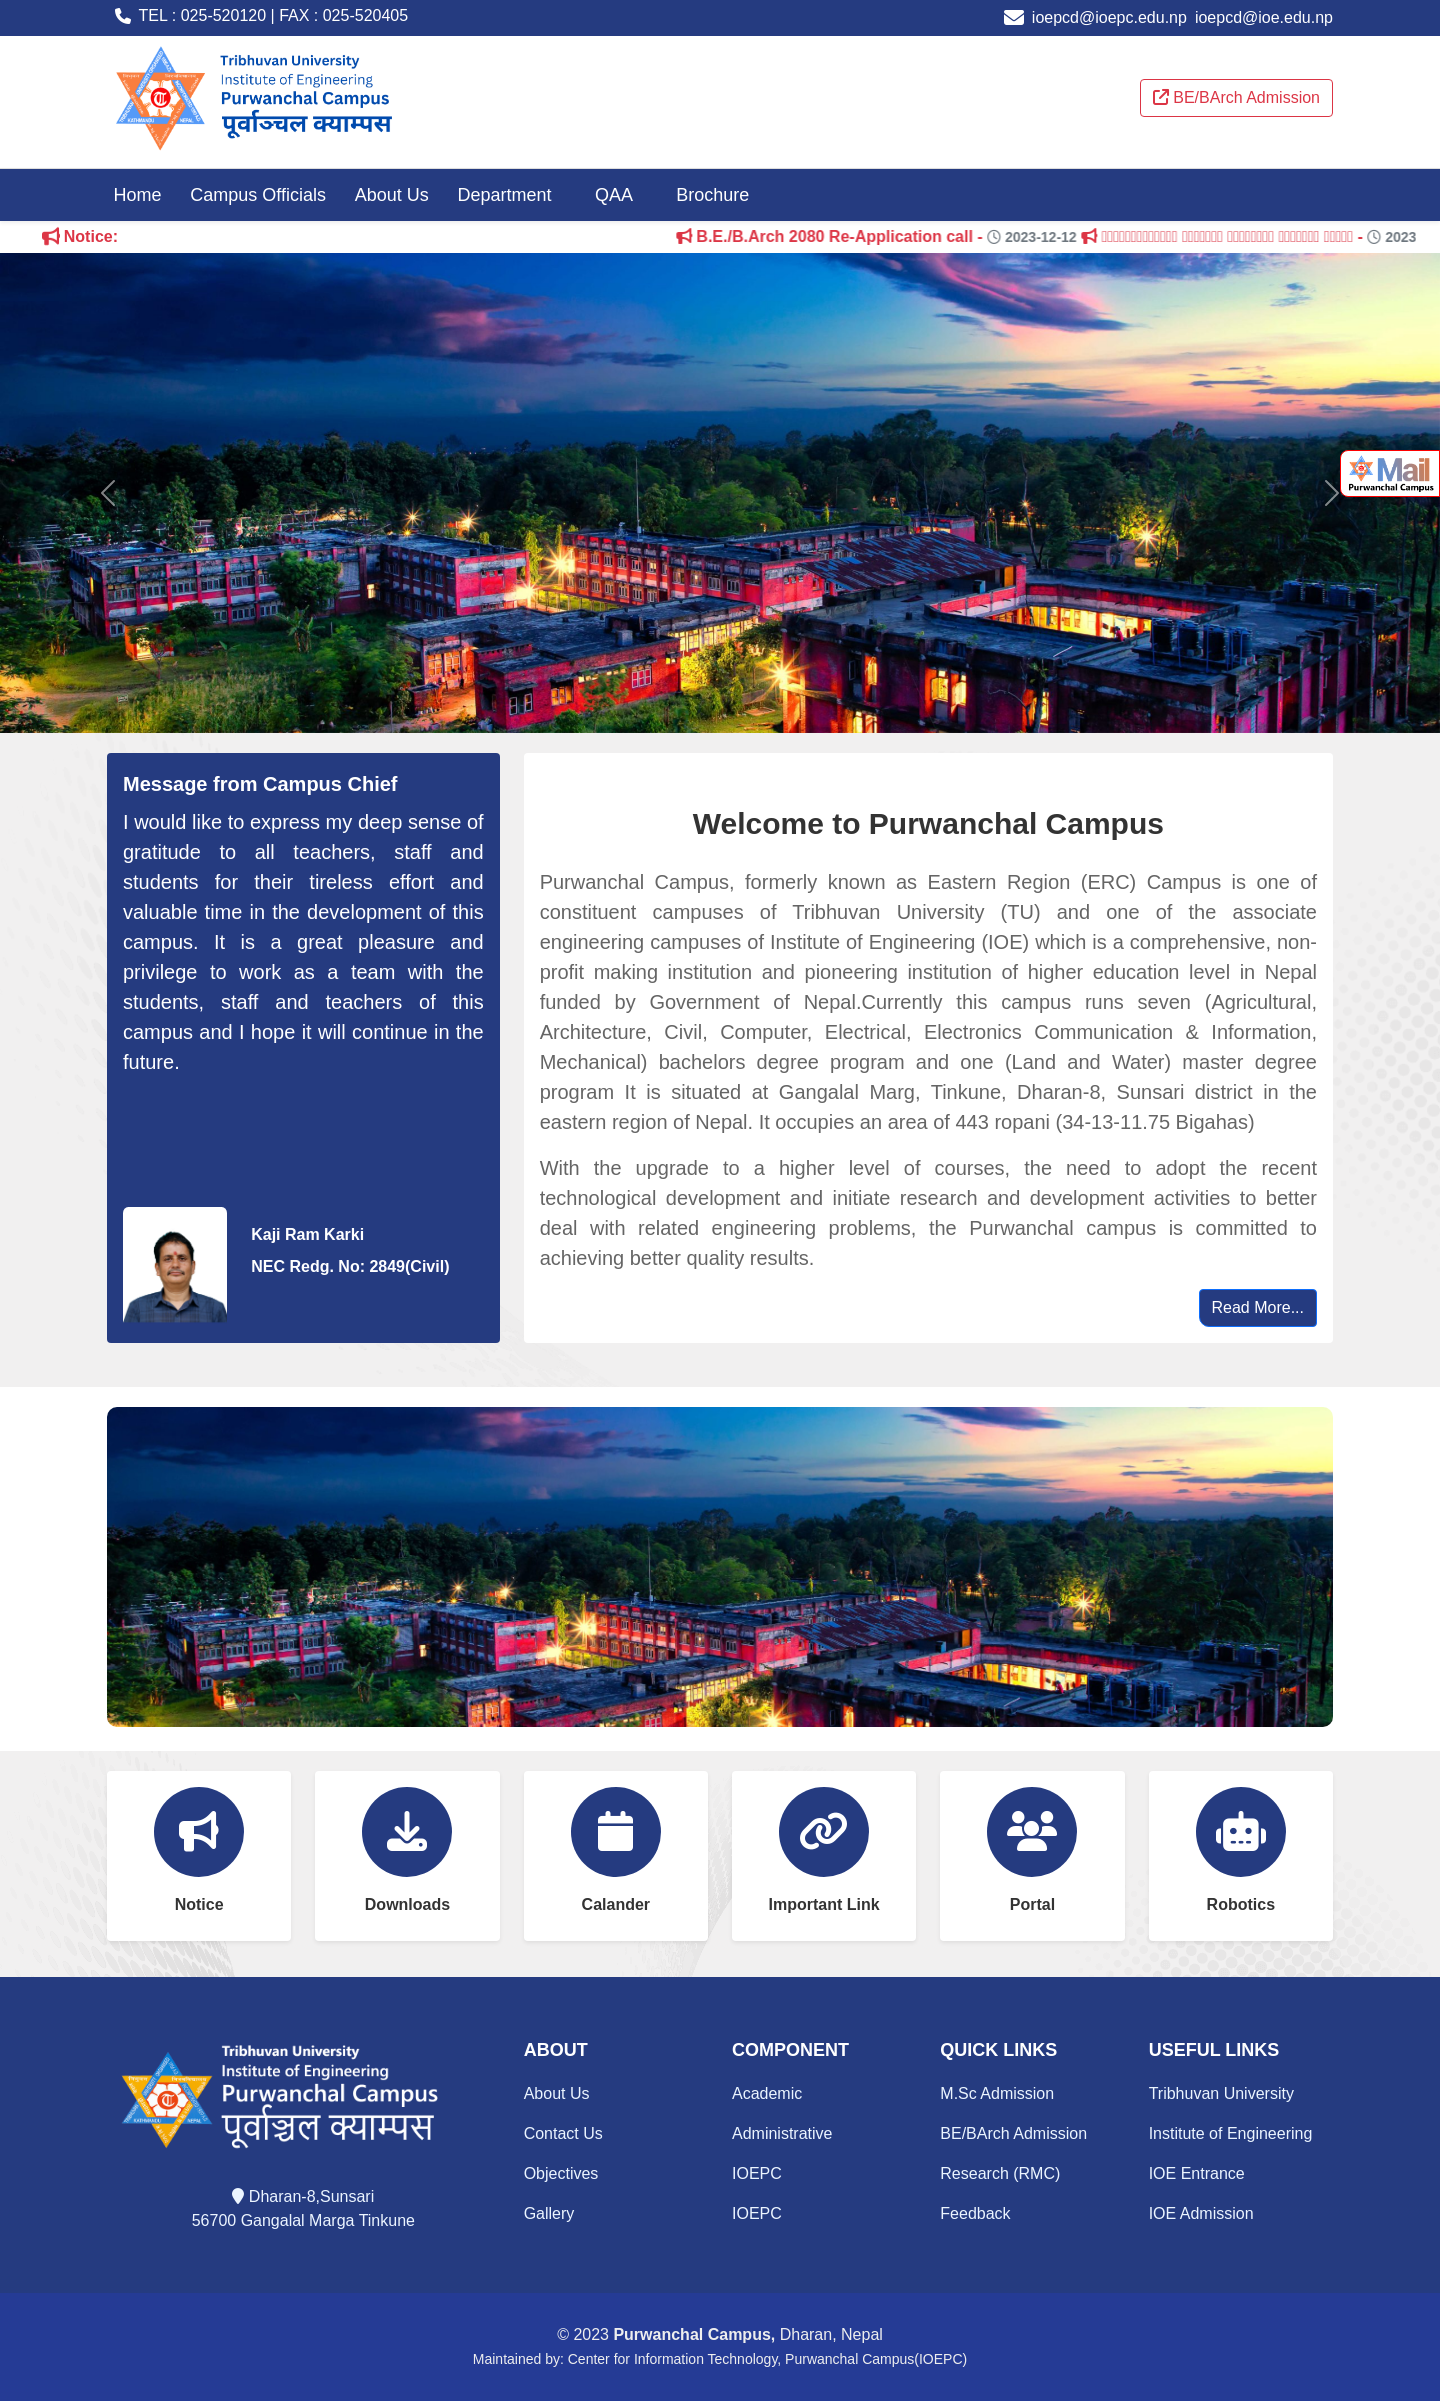 TEL : 025-520120 | FAX : 025-520405
ioepcd@ioepc.edu.np ioepcd@ioe.edu.np
Tribhuvan University
Institute of Engineering
Purwanchal Campus
पूर्वाञ्चल क्याम्पस
BE/BArch Admission
Home Campus Officials About Us Department QAA Brochure
Notice: B.E./B.Arch 2080 Re-Application call - 2023-12-12 - 2023
Mail
Purwanchal Campus
Message from Campus Chief
I would like to express my deep sense of
gratitude to all teachers, staff and
students for their tireless effort and
valuable time in the development of this
campus. It is a great pleasure and
privilege to work as a team with the
students, staff and teachers of this
campus and I hope it will continue in the
future.
Kaji Ram Karki
NEC Redg. No: 2849(Civil)
Welcome to Purwanchal Campus
Purwanchal Campus, formerly known as Eastern Region (ERC) Campus is one of
constituent campuses of Tribhuvan University (TU) and one of the associate
engineering campuses of Institute of Engineering (IOE) which is a comprehensive, non-
profit making institution and pioneering institution of higher education level in Nepal
funded by Government of Nepal.Currently this campus runs seven (Agricultural,
Architecture, Civil, Computer, Electrical, Electronics Communication & Information,
Mechanical) bachelors degree program and one (Land and Water) master degree
program It is situated at Gangalal Marg, Tinkune, Dharan-8, Sunsari district in the
eastern region of Nepal. It occupies an area of 443 ropani (34-13-11.75 Bigahas)
With the upgrade to a higher level of courses, the need to adopt the recent
technological development and initiate research and development activities to better
deal with related engineering problems, the Purwanchal campus is committed to
achieving better quality results.
Read More...
Notice
Downloads
Calander
Important Link
Portal
Robotics
Tribhuvan University
Institute of Engineering
Purwanchal Campus
पूर्वाञ्चल क्याम्पस
Dharan-8,Sunsari
56700 Gangalal Marga Tinkune
ABOUT
About Us
Contact Us
Objectives
Gallery
COMPONENT
Academic
Administrative
IOEPC
IOEPC
QUICK LINKS
M.Sc Admission
BE/BArch Admission
Research (RMC)
Feedback
USEFUL LINKS
Tribhuvan University
Institute of Engineering
IOE Entrance
IOE Admission
© 2023 Purwanchal Campus, Dharan, Nepal
Maintained by: Center for Information Technology, Purwanchal Campus(IOEPC)